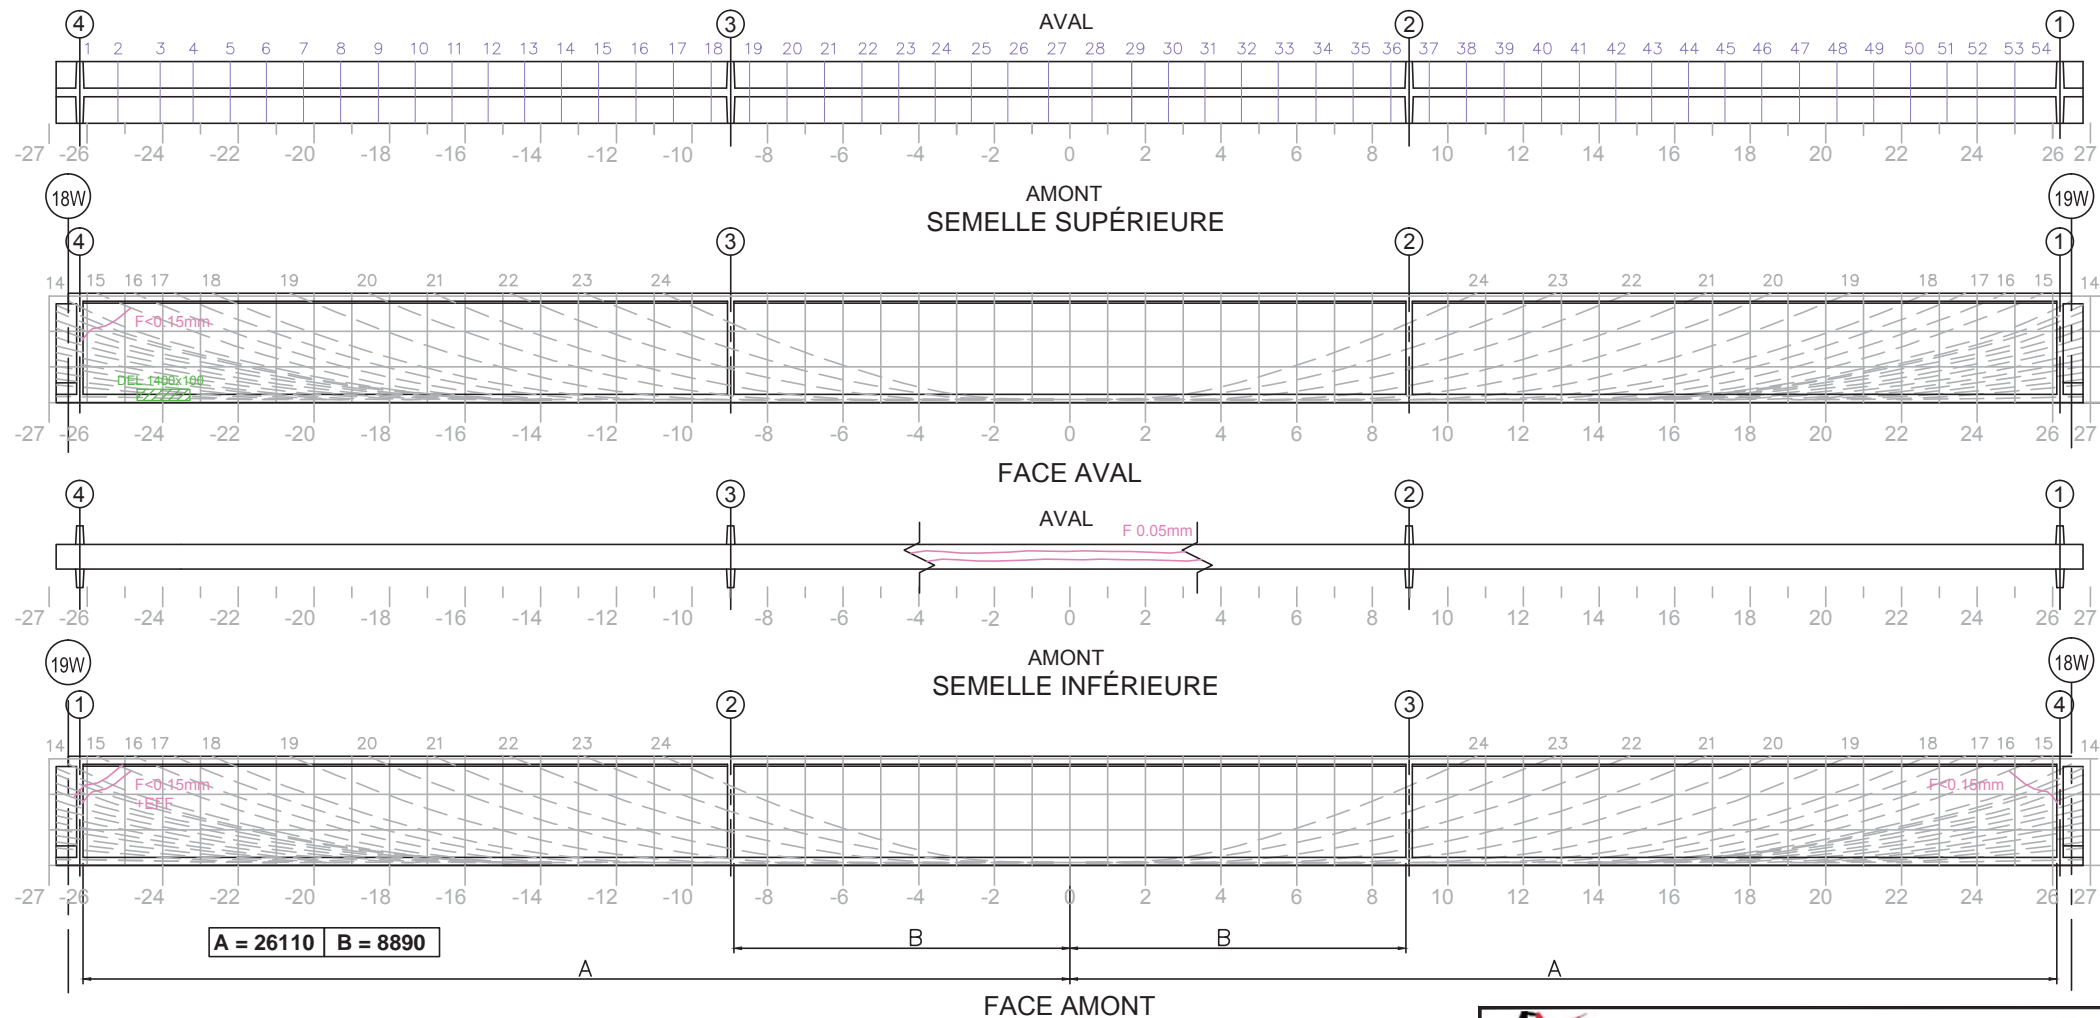 4 3 AVAL 2 1
1 2 3 4 5 6 7 8 9 10 11 12 13 14 15 16 17 18 19 20 21 22 23 24 25 26 27 28 29 30 31 32 33 34 35 36 37 38 39 40 41 42 43 44 45 46 47 48 49 50 51 52 53 54
-27 -26 -24 -22 -20 -18 -16 -14 -12 -10 -8 -6 -4 -2 0 2 4 6 8 10 12 14 16 18 20 22 24 26 27
18W AMONT 19W
SEMELLE SUPÉRIEURE
4 3 2 1
14 15 16 17 18 19 20 21 22 23 24 24 23 22 21 20 19 18 17 16 15 14
F<0.15mm
DEL 1400x100
-27 -26 -24 -22 -20 -18 -16 -14 -12 -10 -8 -6 -4 -2 0 2 4 6 8 10 12 14 16 18 20 22 24 26 27
FACE AVAL
4 3 2 1
AVAL
F 0.05mm
-27 -26 -24 -22 -20 -18 -16 -14 -12 -10 -8 -6 -4 -2 0 2 4 6 8 10 12 14 16 18 20 22 24 26 27
19W AMONT 18W
SEMELLE INFÉRIEURE
1 2 3 4
14 15 16 17 18 19 20 21 22 23 24 24 23 22 21 20 19 18 17 16 15 14
F<0.15mm F<0.15mm
+EFF
-27 -26 -24 -22 -20 -18 -16 -14 -12 -10 -8 -6 -4 -2 0 2 4 6 8 10 12 14 16 18 20 22 24 26 27
A = 26110 B = 8890
B B
A A
FACE AMONT